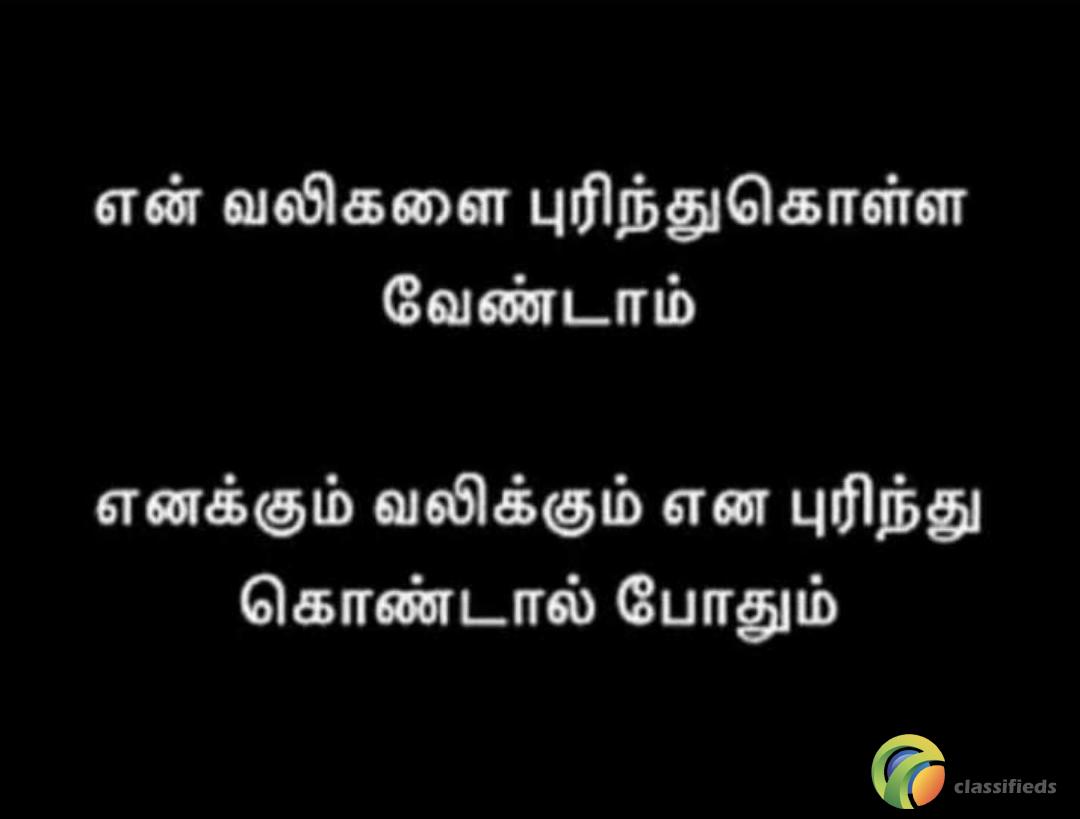 என் வலிகளை புரிந்துகொள்ள
வேண்டாம்
எனக்கும் வலிக்கும் என புரிந்து
கொண்டால் போதும்
classifieds